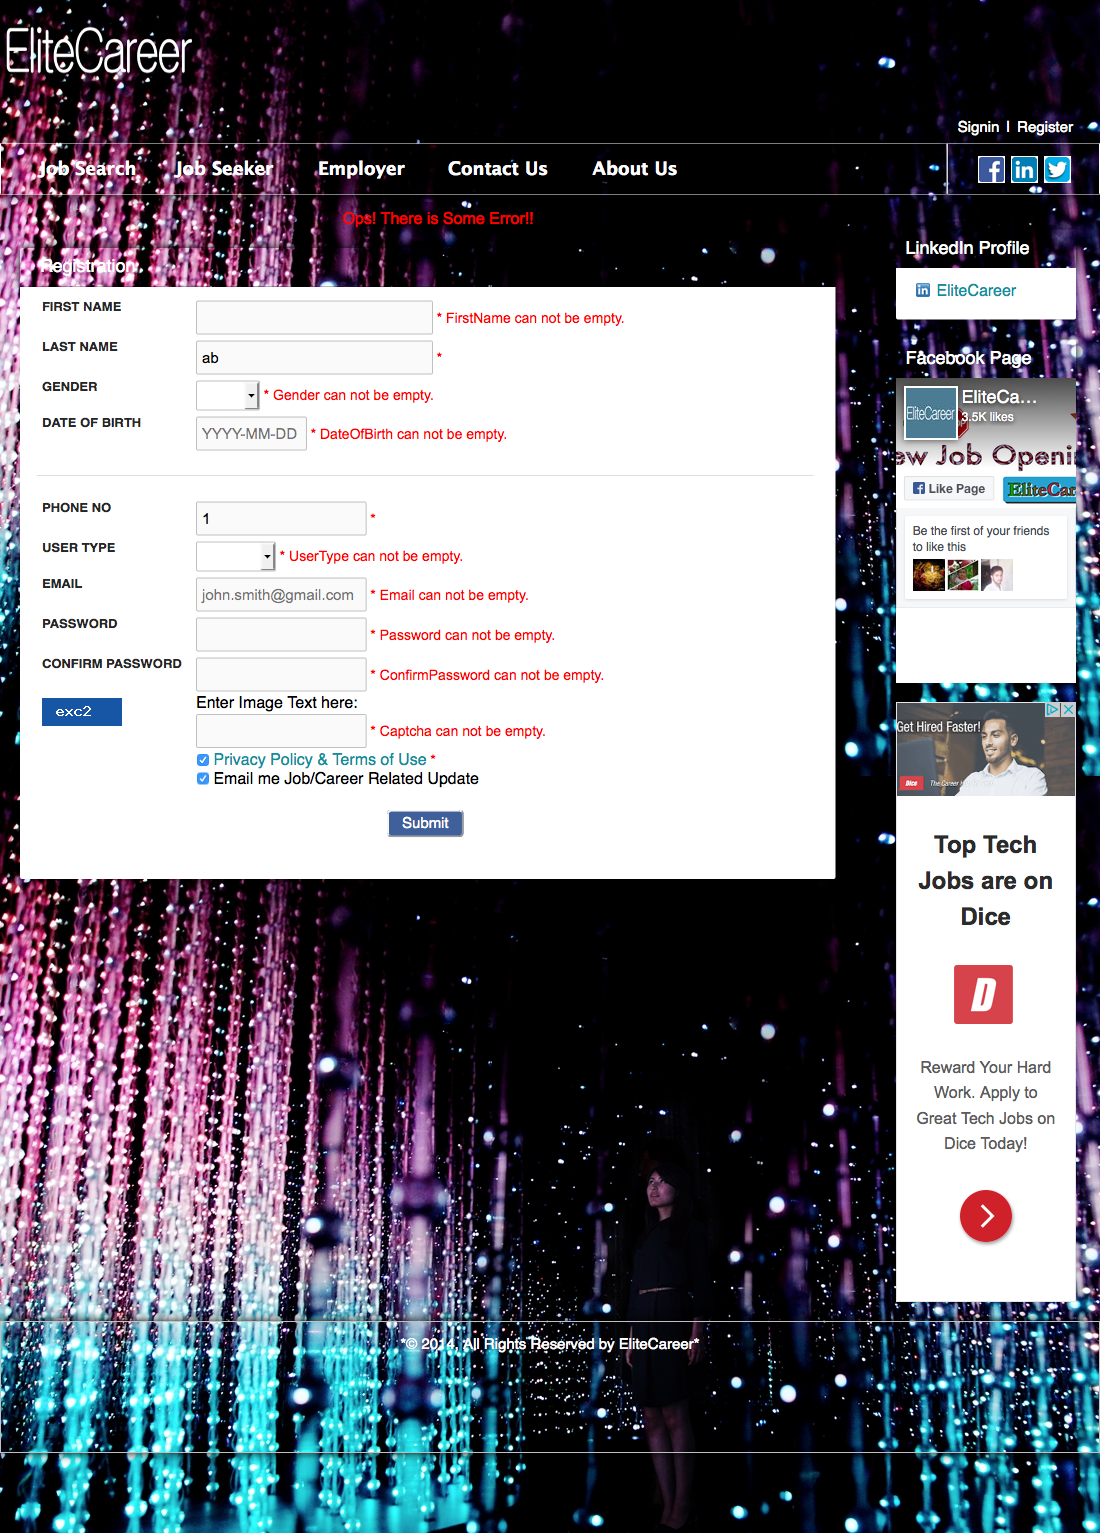 EliteCareer
Signin | Register
Job Search Job Seeker Employer Contact Us About Us
Ops! There is Some Error!!
Registration
FIRST NAME
* FirstName can not be empty.
LAST NAME
ab *
GENDER
* Gender can not be empty.
DATE OF BIRTH
YYYY-MM-DD * DateOfBirth can not be empty.
PHONE NO
1 *
USER TYPE
* UserType can not be empty.
EMAIL
john.smith@gmail.com * Email can not be empty.
PASSWORD
* Password can not be empty.
CONFIRM PASSWORD
* ConfirmPassword can not be empty.
exc2
Enter Image Text here:
* Captcha can not be empty.
Privacy Policy & Terms of Use *
Email me Job/Career Related Update
Submit
LinkedIn Profile
in EliteCareer
Facebook Page
EliteCareer
EliteCa...
3.5K likes
ew Job Openi
Like Page
EliteCar
Be the first of your friends
to like this
Get Hired Faster!
Dice
Top Tech
Jobs are on
Dice
D
Reward Your Hard
Work. Apply to
Great Tech Jobs on
Dice Today!
*© 2014, All Rights Reserved by EliteCareer*